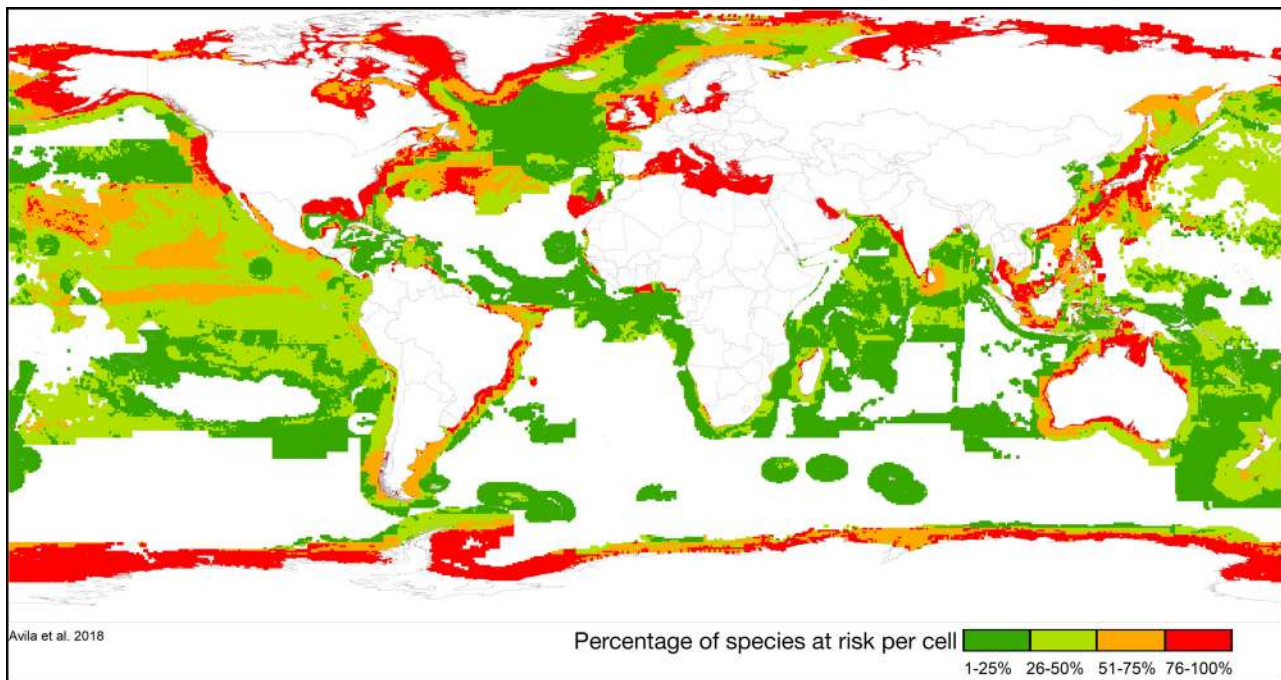 Avila et al. 2018
Percentage of species at risk per cell
1-25% 26-50% 51-75% 76-100%